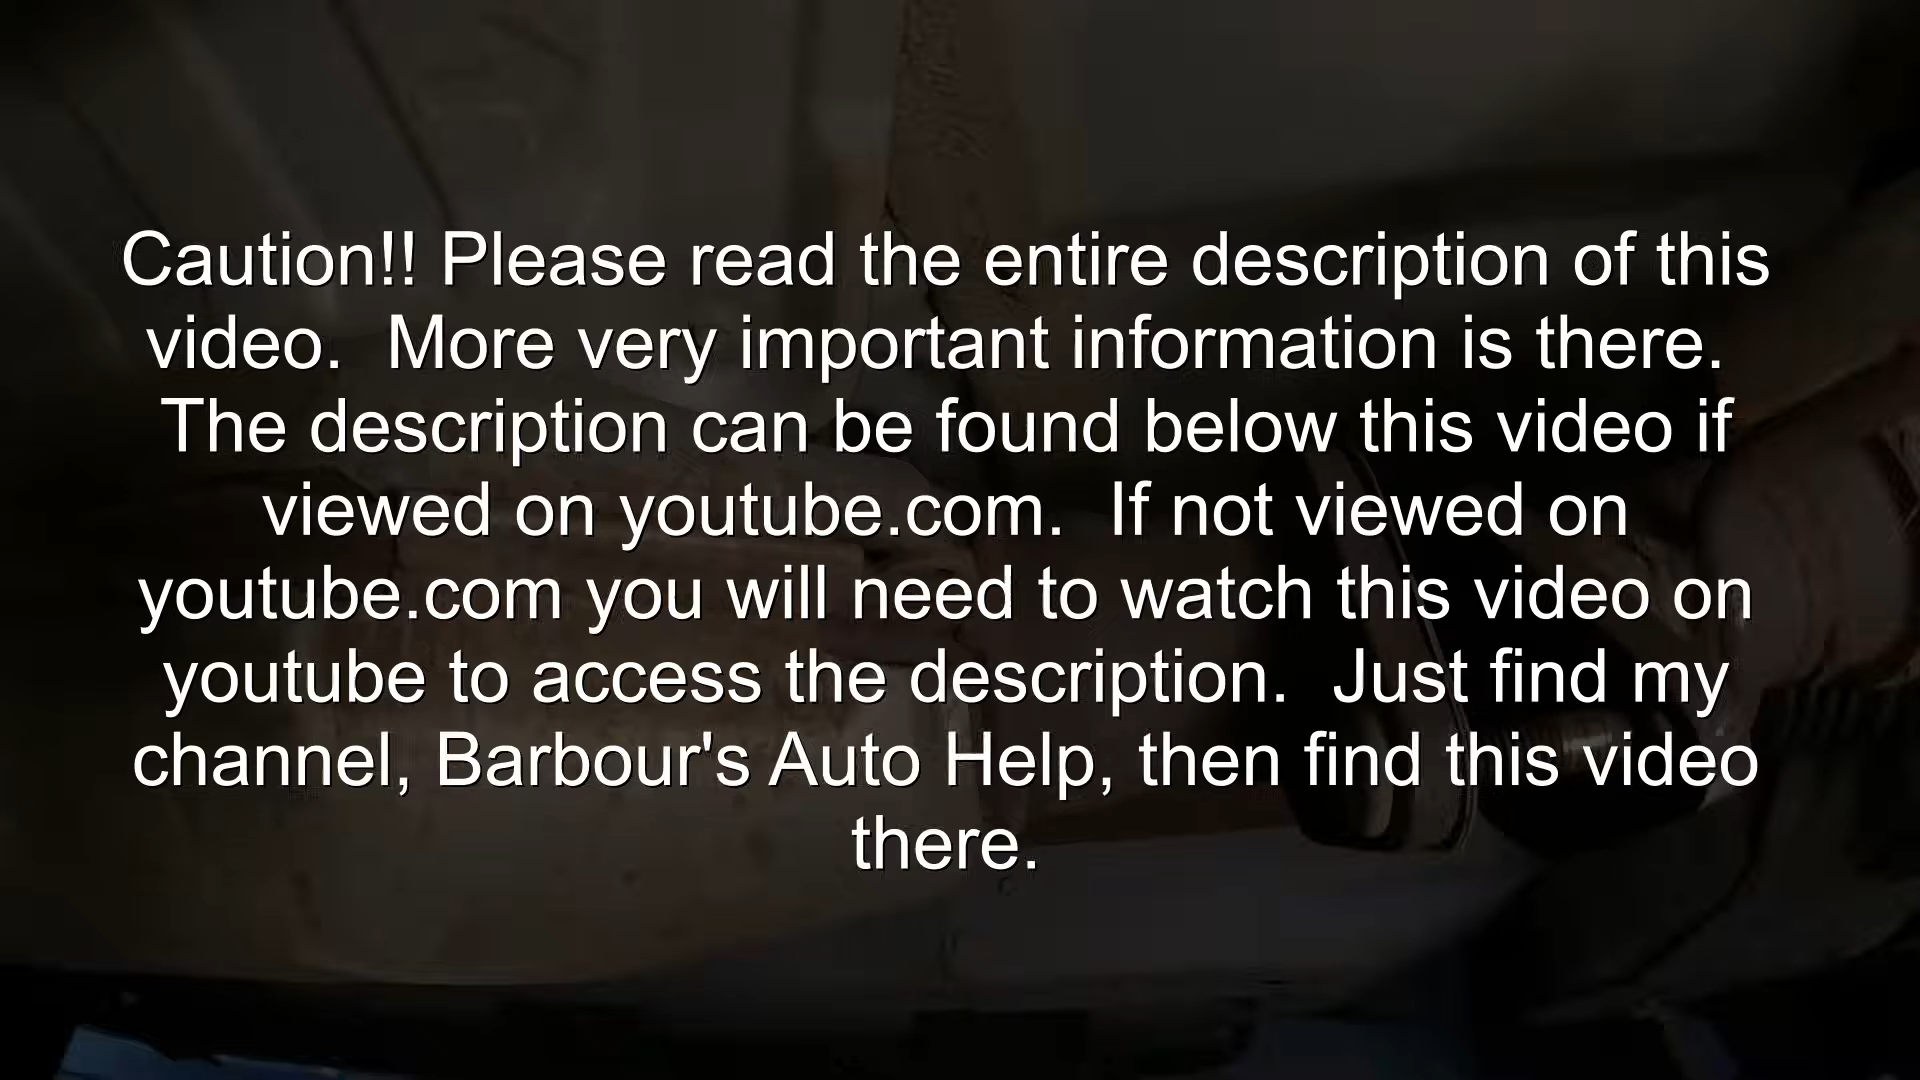 Caution!! Please read the entire description of this
video.  More very important information is there.
The description can be found below this video if
viewed on youtube.com.  If not viewed on
youtube.com you will need to watch this video on
youtube to access the description.  Just find my
channel, Barbour's Auto Help, then find this video
there.